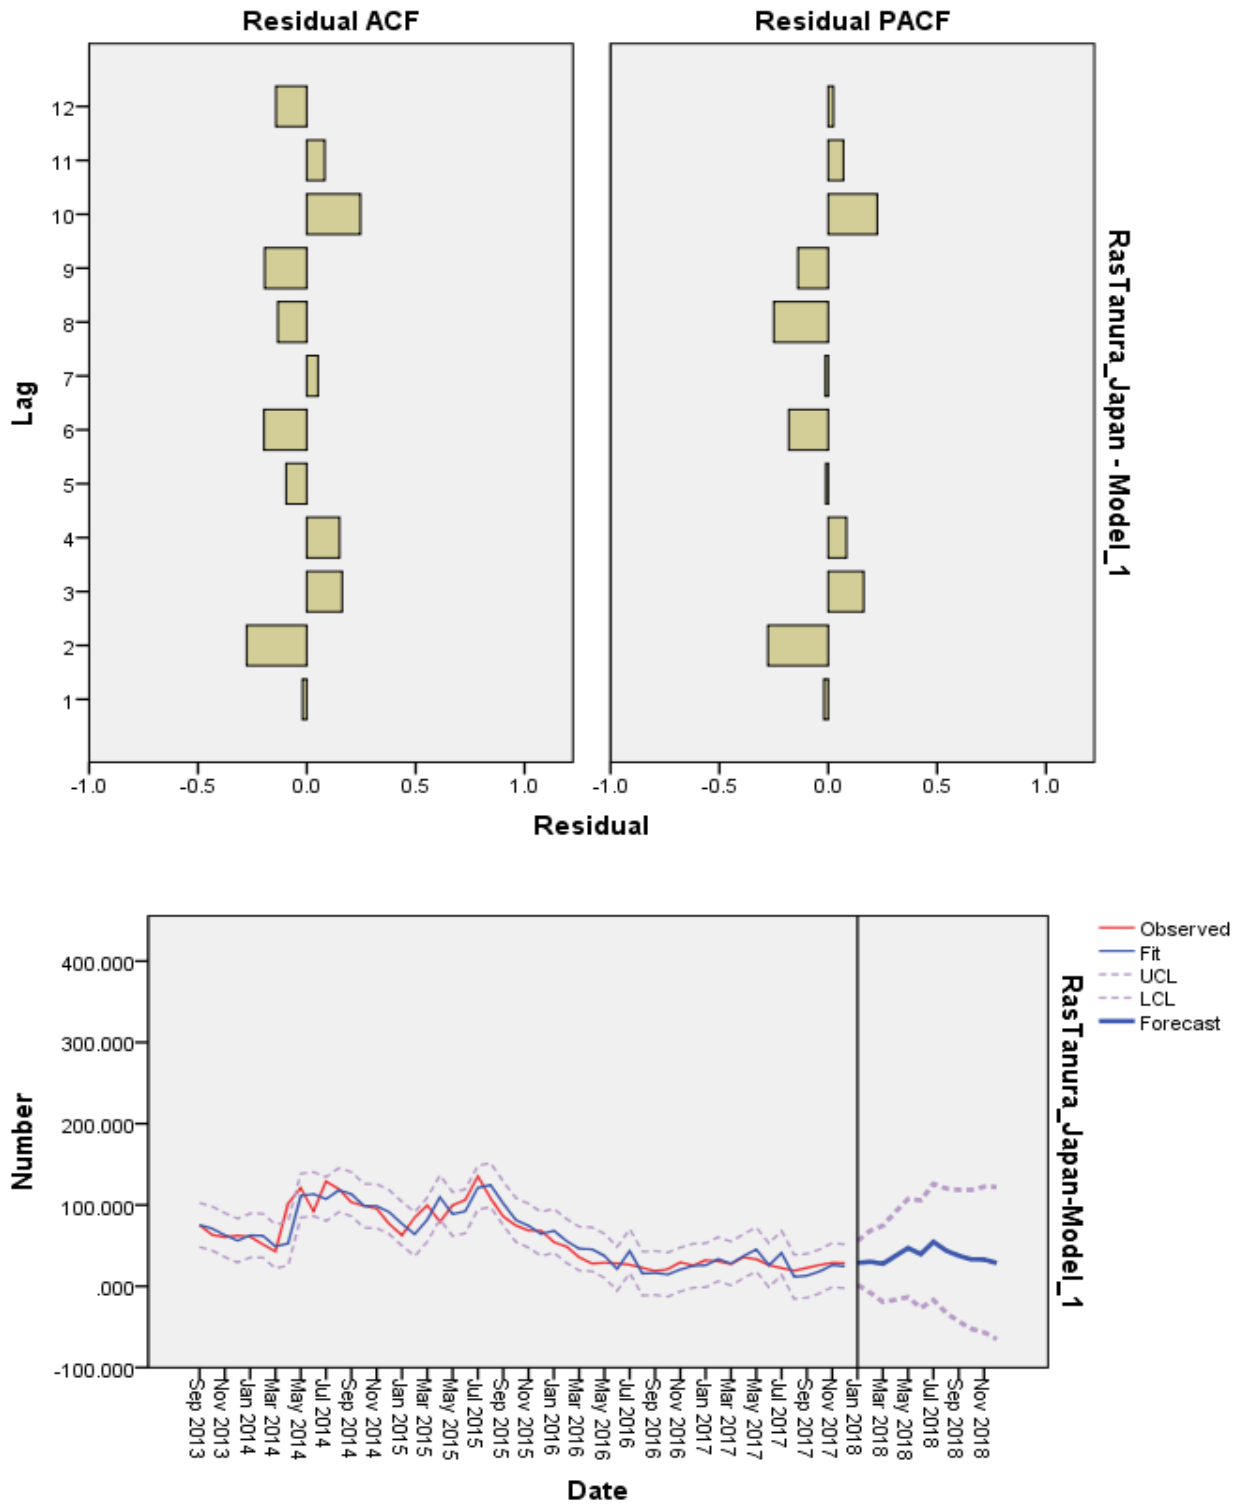 Residual ACF
Residual PACF
12
11
10
9
8
7
6
5
4
3
2
1
Lag
-1.0
-0.5
0.0
0.5
1.0
-1.0
-0.5
0.0
0.5
1.0
Residual
RasTanura_Japan - Model_1
400.000
300.000
200.000
100.000
.000
-100.000
Number
Observed
Fit
UCL
LCL
Forecast
RasTanura_Japan-Model_1
Sep 2013
Nov 2013
Jan 2014
Mar 2014
May 2014
Jul 2014
Sep 2014
Nov 2014
Jan 2015
Mar 2015
May 2015
Jul 2015
Sep 2015
Nov 2015
Jan 2016
Mar 2016
May 2016
Jul 2016
Sep 2016
Nov 2016
Jan 2017
Mar 2017
May 2017
Jul 2017
Sep 2017
Nov 2017
Jan 2018
Mar 2018
May 2018
Jul 2018
Sep 2018
Nov 2018
Date